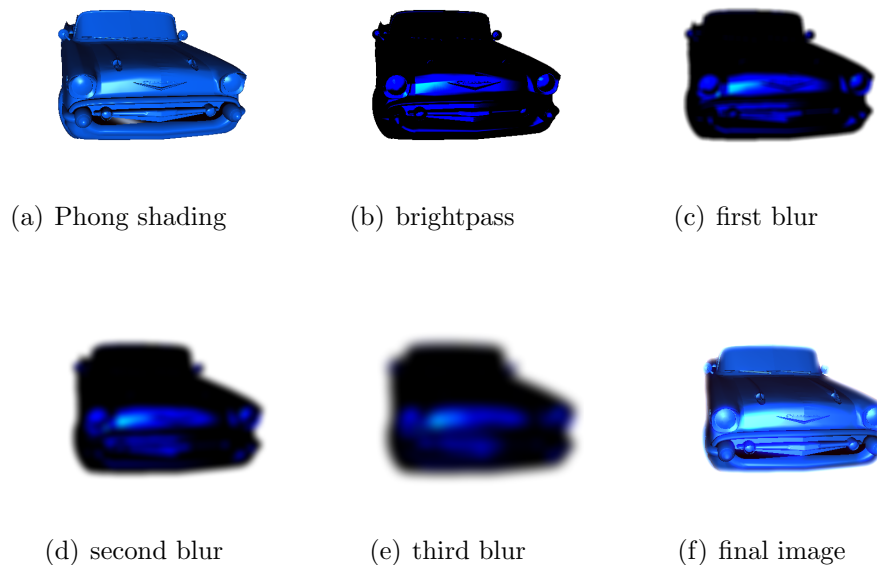 (a) Phong shading
(b) brightpass
(c) first blur
(d) second blur
(e) third blur
(f) final image